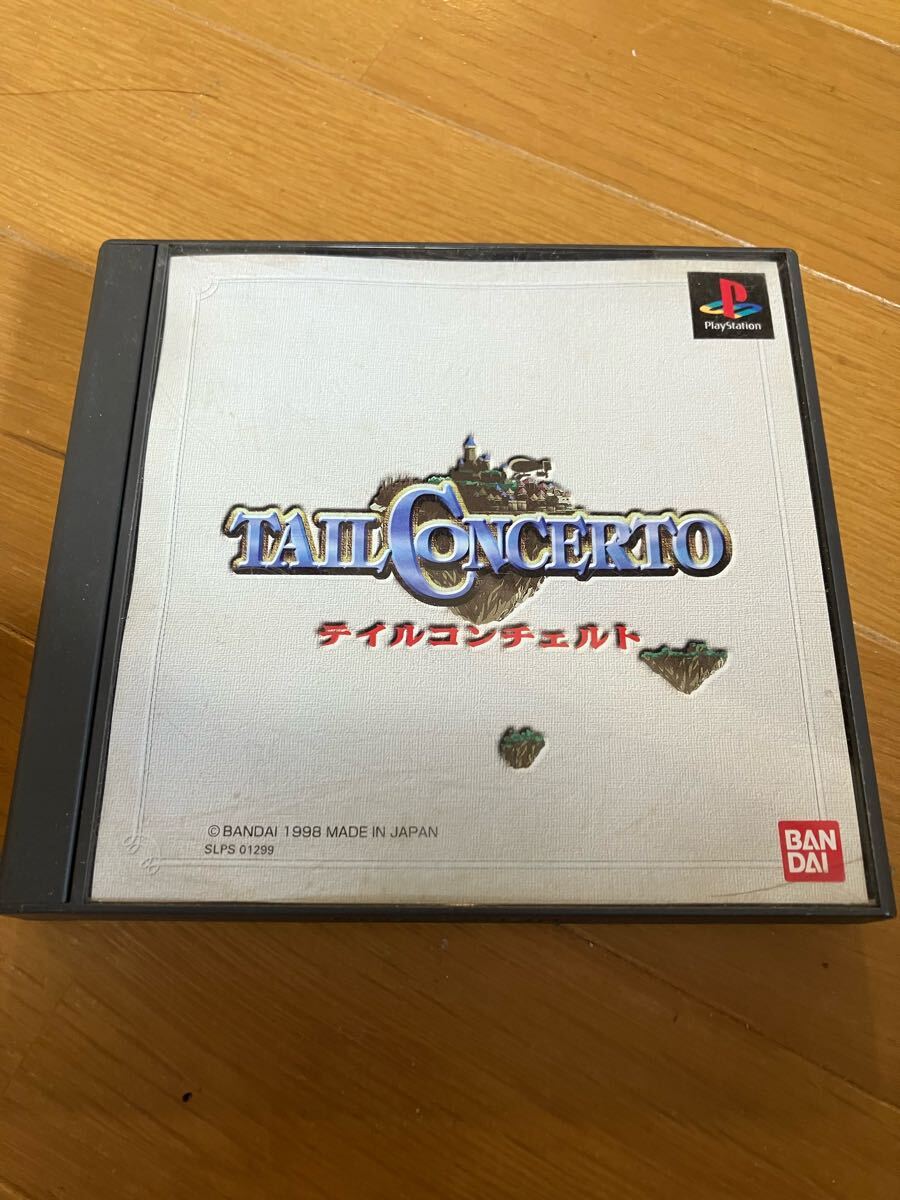 PlayStation
TAIL CONCERTO
テイルコンチェルト
© BANDAI 1998 MADE IN JAPAN
SLPS 01299
BAN
DAI